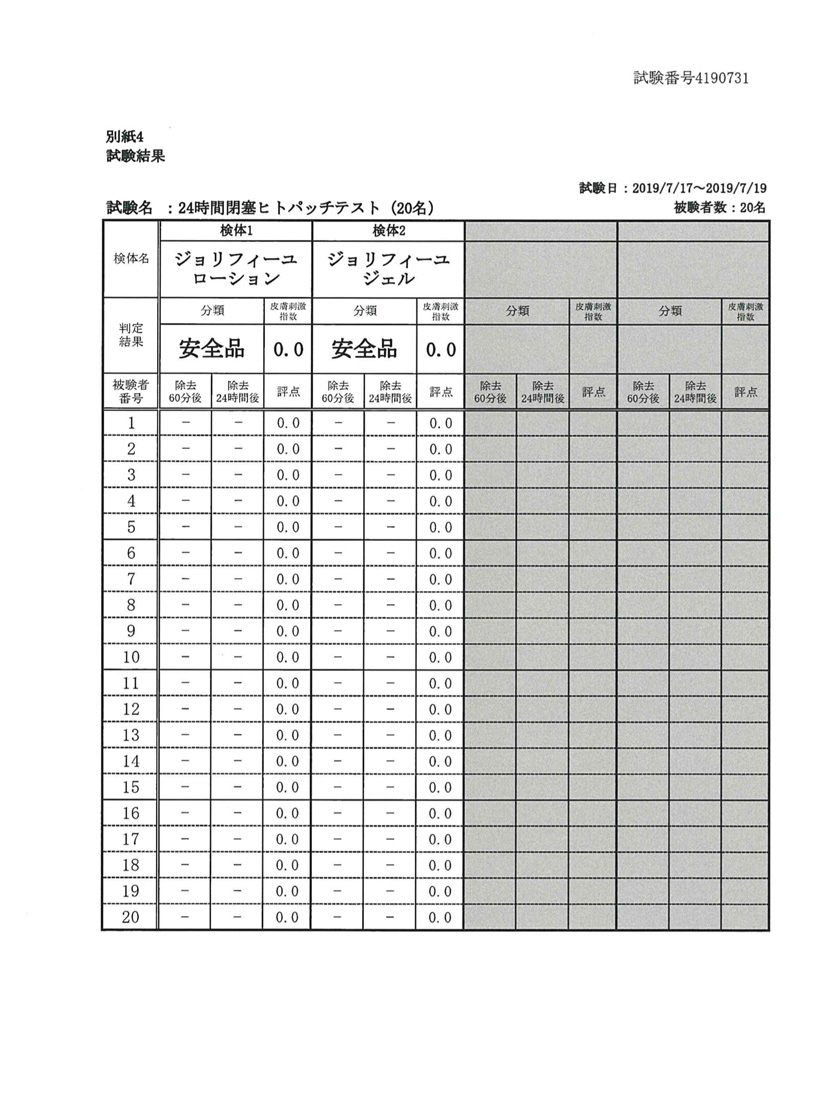 試験番号4190731
別紙4
試験結果
試験日：2019/7/17～2019/7/19
試験名 ：24時間閉塞ヒトパッチテスト（20名）
被験者数：20名
検体名 検体1 検体2
ジョリフィーユ ジョリフィーユ
ローション ジェル
判定 分類 皮膚刺激 分類 皮膚刺激 分類 皮膚刺激 分類 皮膚刺激
結果 指数 指数 指数 指数
安全品 0.0 安全品 0.0
被験者 除去 除去 評点 除去 除去 評点 除去 除去 評点 除去 除去 評点
番号 60分後 24時間後 60分後 24時間後 60分後 24時間後 60分後 24時間後
1 － － 0.0 － － 0.0
2 － － 0.0 － － 0.0
3 － － 0.0 － － 0.0
4 － － 0.0 － － 0.0
5 － － 0.0 － － 0.0
6 － － 0.0 － － 0.0
7 － － 0.0 － － 0.0
8 － － 0.0 － － 0.0
9 － － 0.0 － － 0.0
10 － － 0.0 － － 0.0
11 － － 0.0 － － 0.0
12 － － 0.0 － － 0.0
13 － － 0.0 － － 0.0
14 － － 0.0 － － 0.0
15 － － 0.0 － － 0.0
16 － － 0.0 － － 0.0
17 － － 0.0 － － 0.0
18 － － 0.0 － － 0.0
19 － － 0.0 － － 0.0
20 － － 0.0 － － 0.0